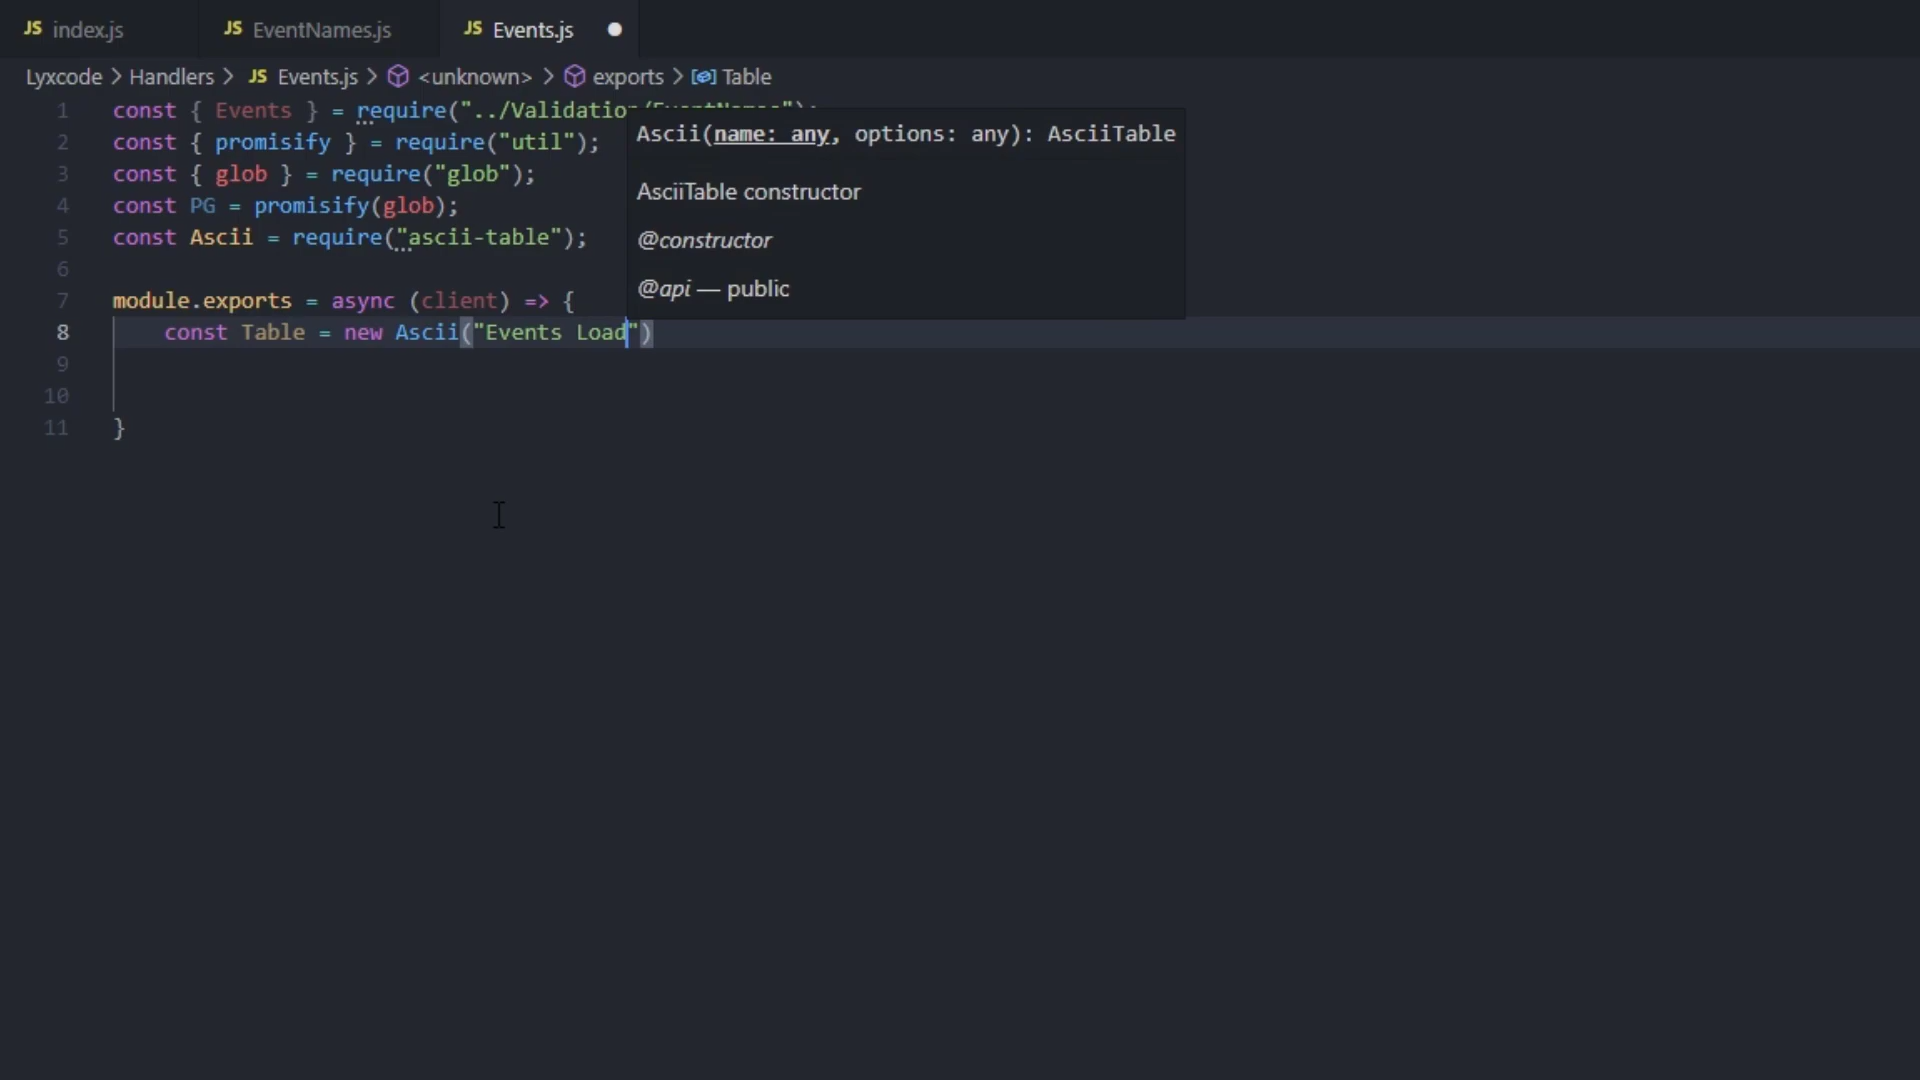 JS index.js JS EventNames.js JS Events.js
Lyxcode > Handlers > JS Events.js > <unknown> > exports > Table
1 const { Events } = require("../Validation/EventNames");
2 const { promisify } = require("util");
3 const { glob } = require("glob");
4 const PG = promisify(glob);
5 const Ascii = require("ascii-table");
6
7 module.exports = async (client) => {
8 const Table = new Ascii("Events Load")
9
10
11 }
Ascii(name: any, options: any): AsciiTable
AsciiTable constructor
@constructor
@api — public